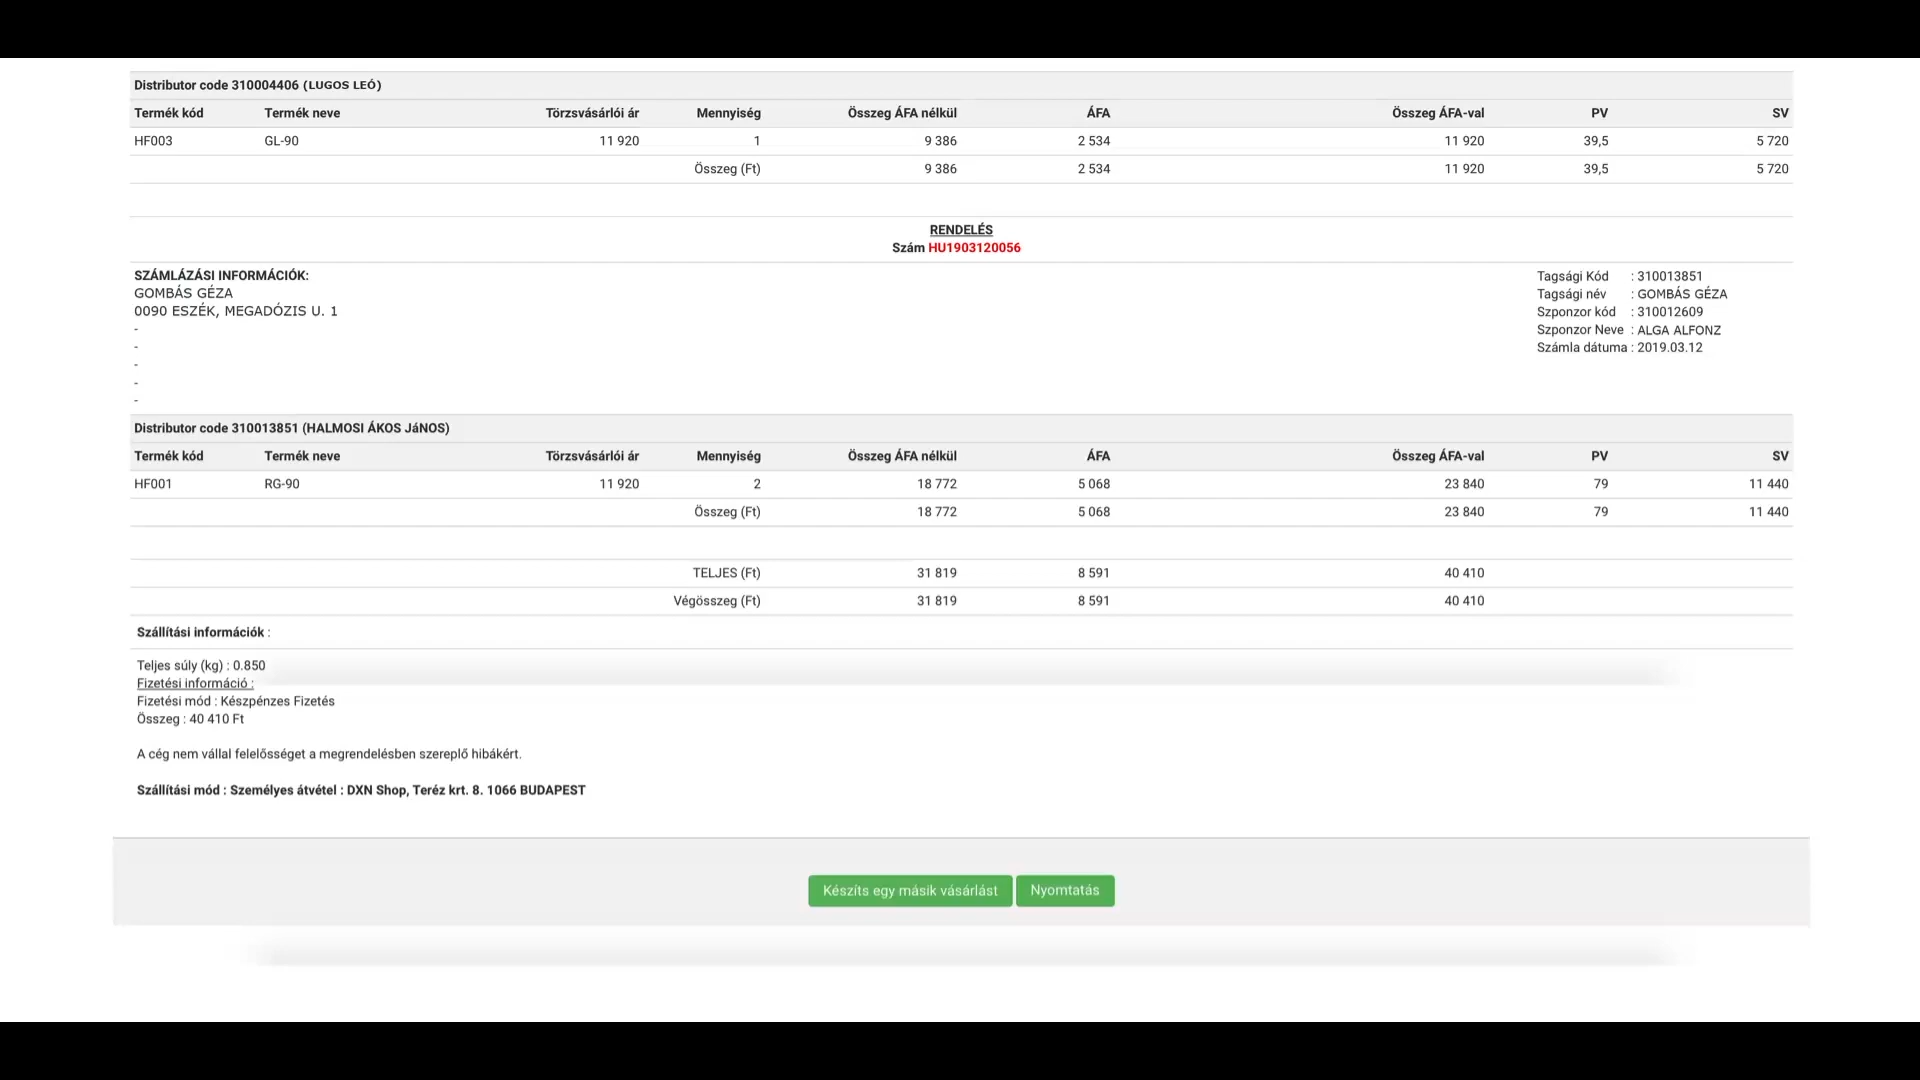 Distributor code 310004406 (LUGOS LEÓ)
Termék kód Termék neve Törzsvásárlói ár Mennyiség Összeg ÁFA nélkül ÁFA Összeg ÁFA-val PV SV
HF003 GL-90 11 920 1 9 386 2 534 11 920 39,5 5 720
Összeg (Ft) 9 386 2 534 11 920 39,5 5 720
RENDELÉS
Szám HU1903120056
SZÁMLÁZÁSI INFORMÁCIÓK:
GOMBÁS GÉZA
0090 ESZÉK, MEGADÓZIS U. 1
-
-
-
-
-
Tagsági Kód : 310013851
Tagsági név : GOMBÁS GÉZA
Szponzor kód : 310012609
Szponzor Neve : ALGA ALFONZ
Számla dátuma : 2019.03.12
Distributor code 310013851 (HALMOSI ÁKOS JáNOS)
Termék kód Termék neve Törzsvásárlói ár Mennyiség Összeg ÁFA nélkül ÁFA Összeg ÁFA-val PV SV
HF001 RG-90 11 920 2 18 772 5 068 23 840 79 11 440
Összeg (Ft) 18 772 5 068 23 840 79 11 440
TELJES (Ft) 31 819 8 591 40 410
Végösszeg (Ft) 31 819 8 591 40 410
Szállítási információk :
Teljes súly (kg) : 0.850
Fizetési információ :
Fizetési mód : Készpénzes Fizetés
Összeg : 40 410 Ft
A cég nem vállal felelősséget a megrendelésben szereplő hibákért.
Szállítási mód : Személyes átvétel : DXN Shop, Teréz krt. 8. 1066 BUDAPEST
Készíts egy másik vásárlást Nyomtatás